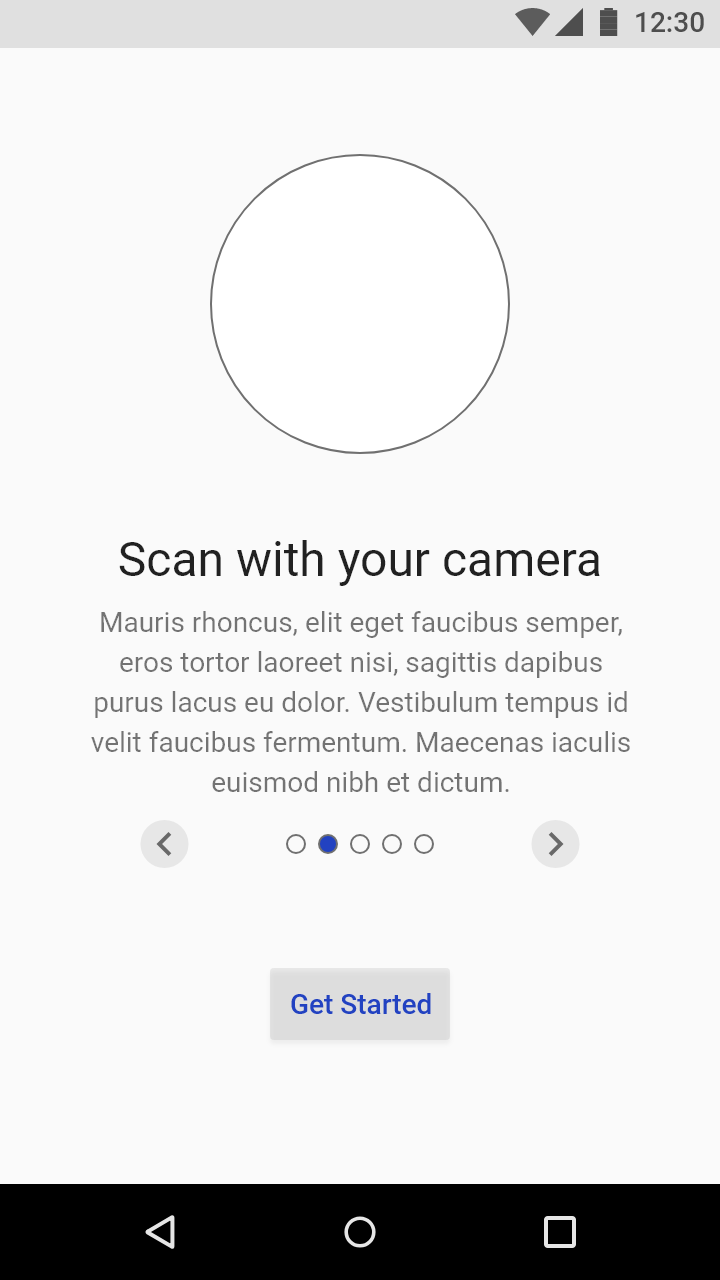 12:30
Scan with your camera
Mauris rhoncus, elit eget faucibus semper,
eros tortor laoreet nisi, sagittis dapibus
purus lacus eu dolor. Vestibulum tempus id
velit faucibus fermentum. Maecenas iaculis
euismod nibh et dictum.
Get Started